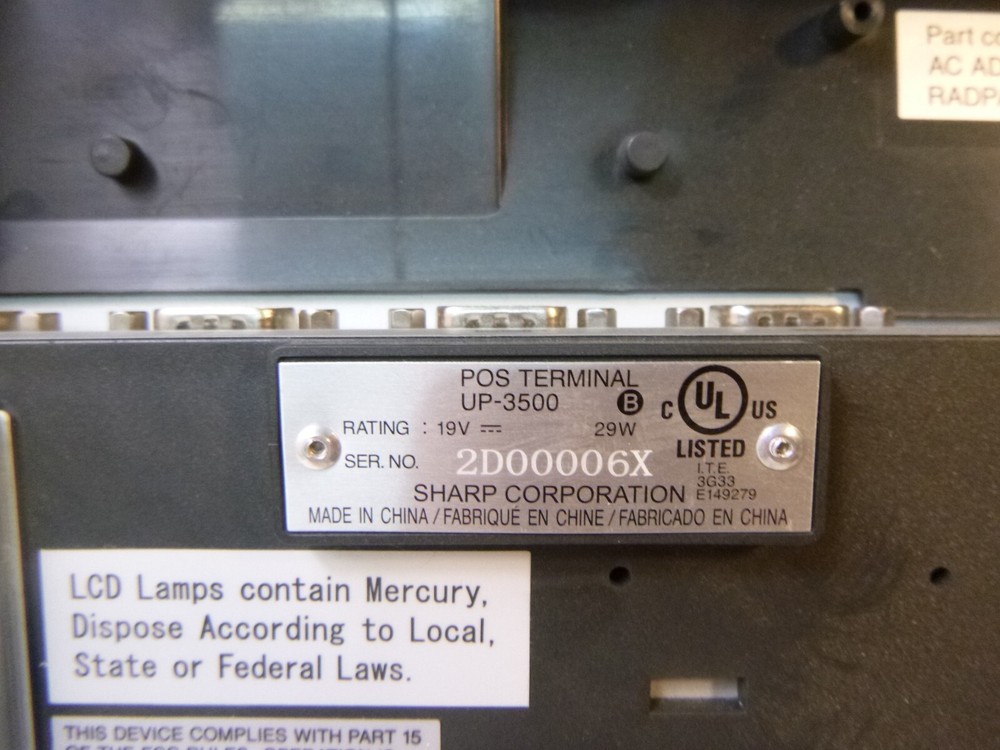 Part
AC
POS TERMINAL
UP-3500 B
C UL US
RATING : 19V 29W
LISTED
SER. NO. 2D00006X
I.T.E.
3G33
SHARP CORPORATION E149279
MADE IN CHINA / FABRIQUÉ EN CHINE / FABRICADO EN CHINA
LCD Lamps contain Mercury,
Dispose According to Local,
State or Federal Laws.
THIS DEVICE COMPLIES WITH PART 15